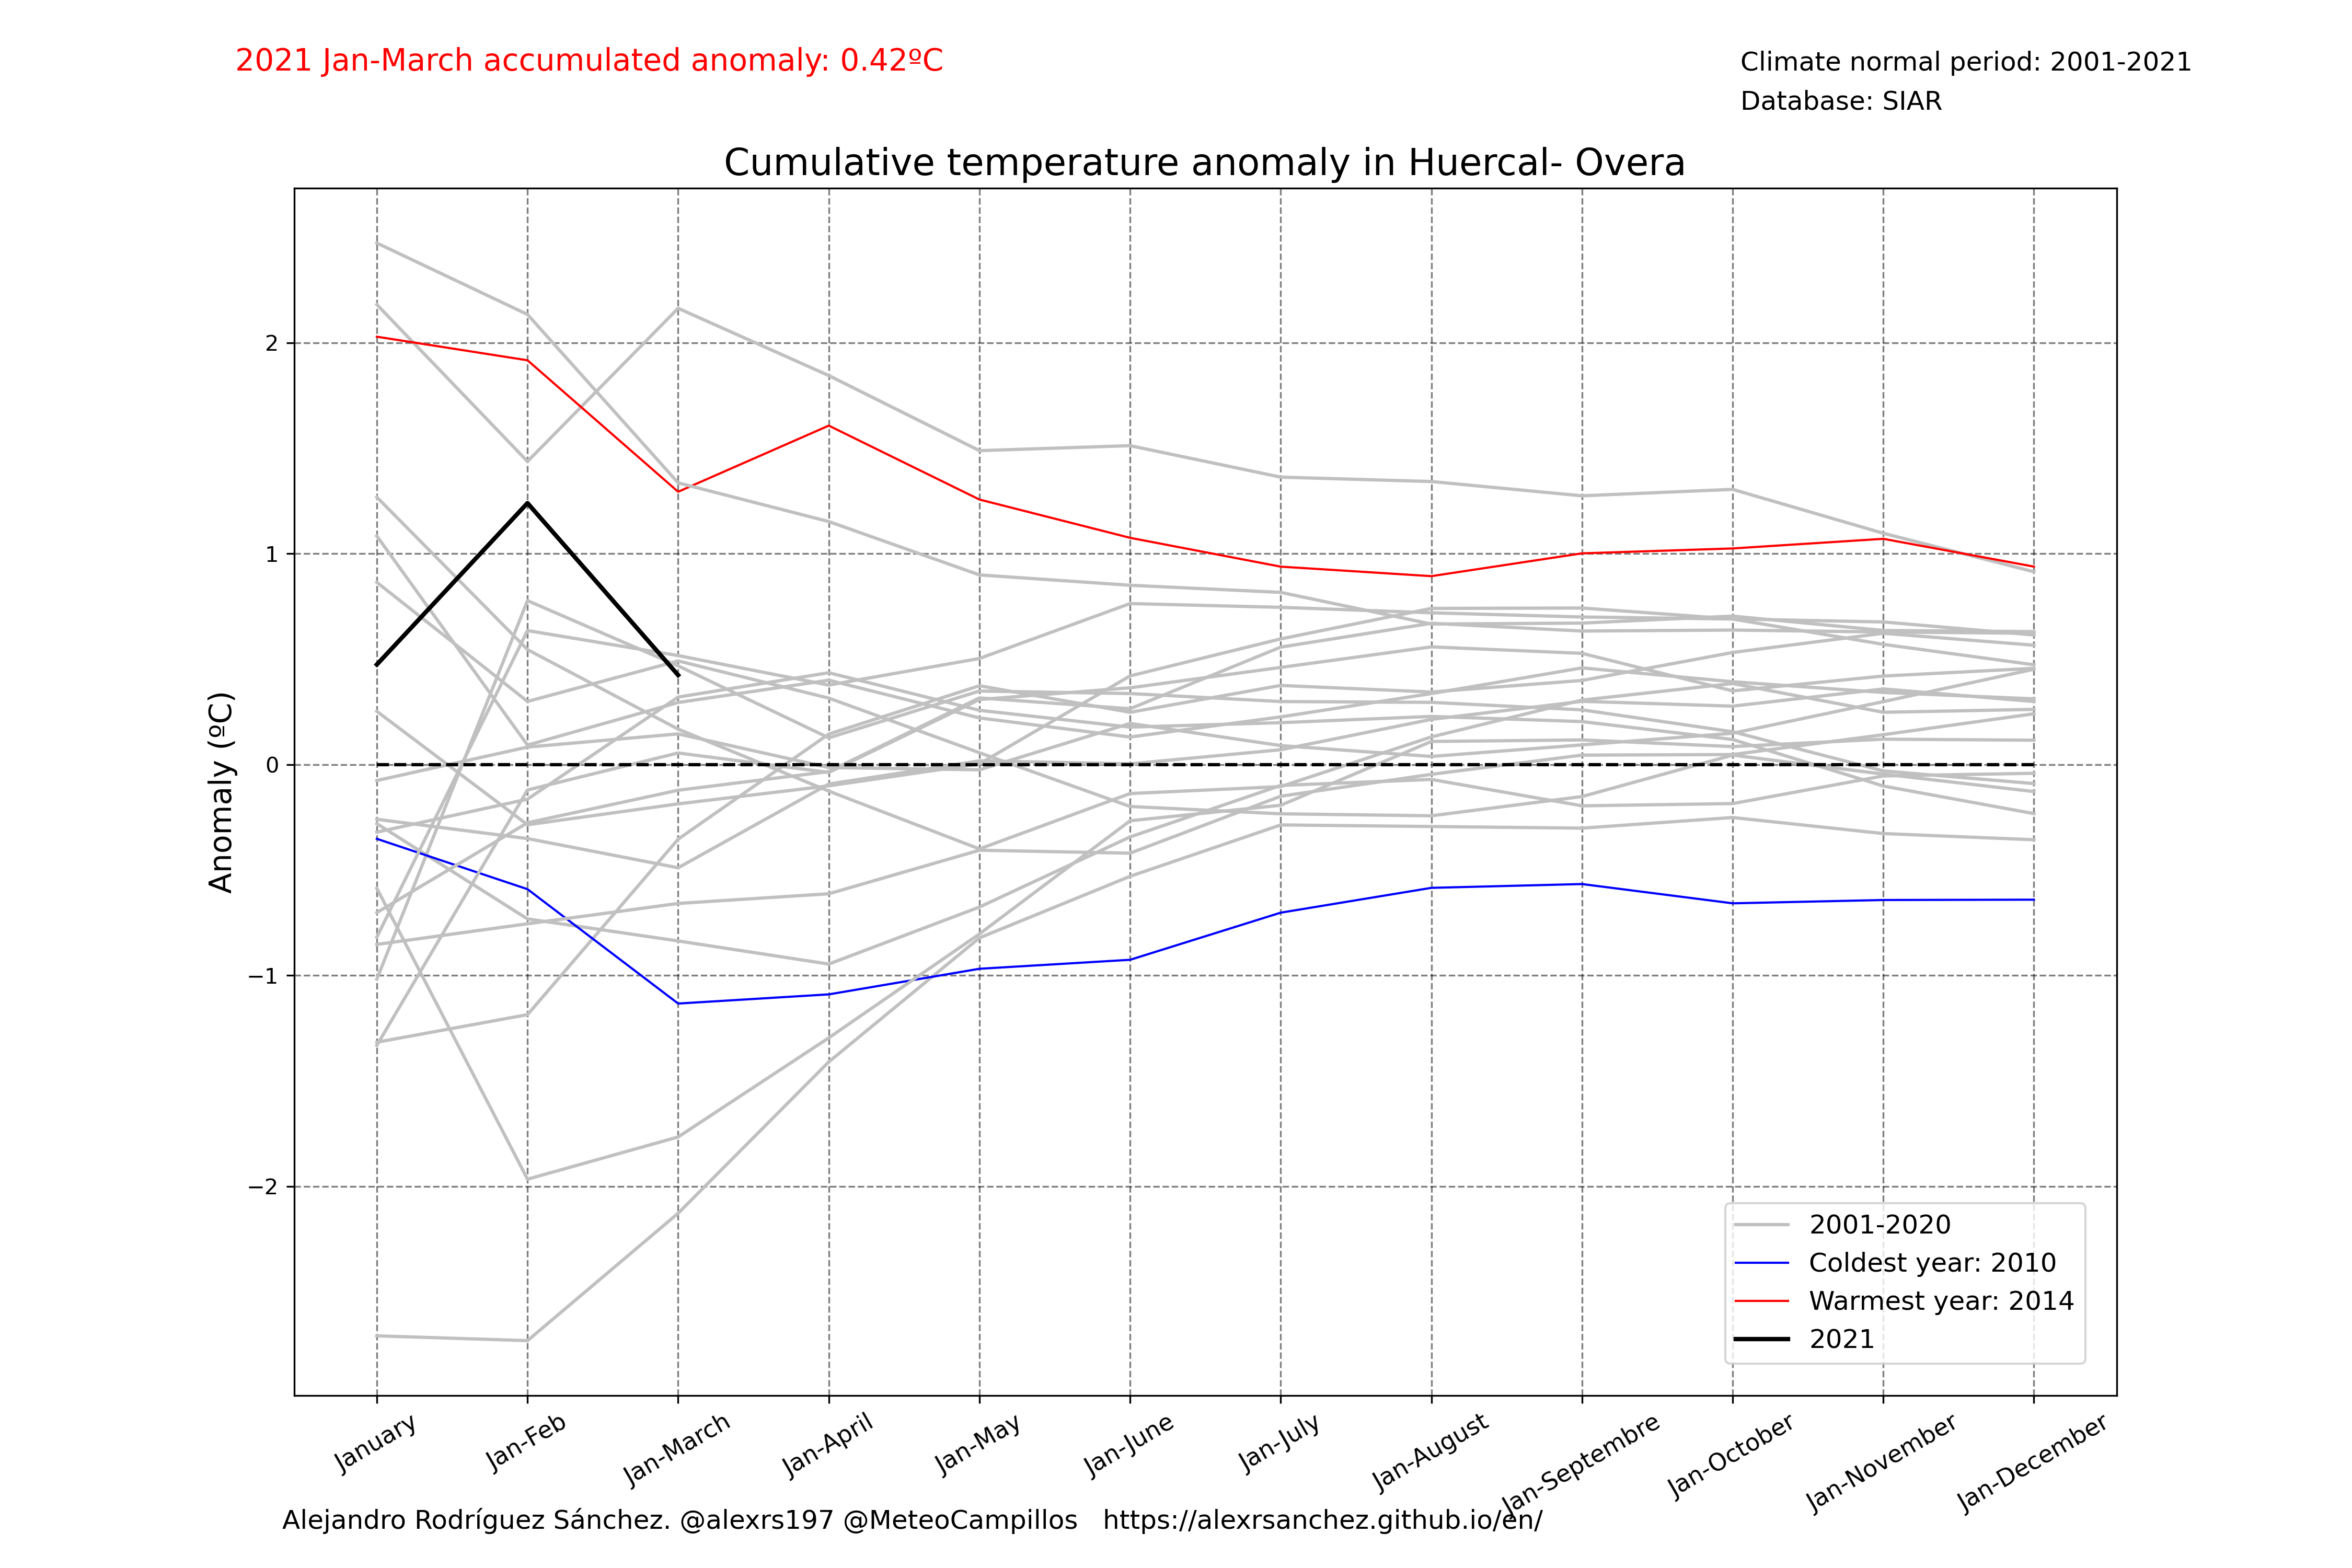 2021 Jan-March accumulated anomaly: 0.42ºC
Climate normal period: 2001-2021
Database: SIAR
Cumulative temperature anomaly in Huercal- Overa
Anomaly (ºC)
2
1
0
−1
−2
2001-2020
Coldest year: 2010
Warmest year: 2014
2021
January
Jan-Feb
Jan-March
Jan-April
Jan-May
Jan-June
Jan-July
Jan-August
Jan-Septembre
Jan-October
Jan-November
Jan-December
Alejandro Rodríguez Sánchez. @alexrs197 @MeteoCampillos   https://alexrsanchez.github.io/en/